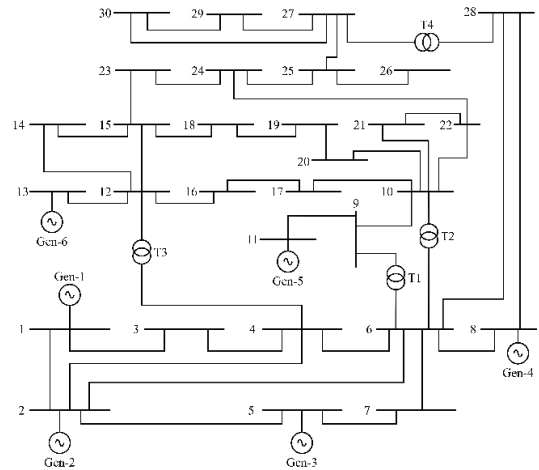 30 29 27 T4 28
23 24 25 26
14 15 18 19 21 22
20
13 12 16 17 10
9
Gen-6 11 T2
T3 Gen-5 T1
Gen-1
1 3 4 6 8
Gen-4
2 5 7
Gen-2 Gen-3